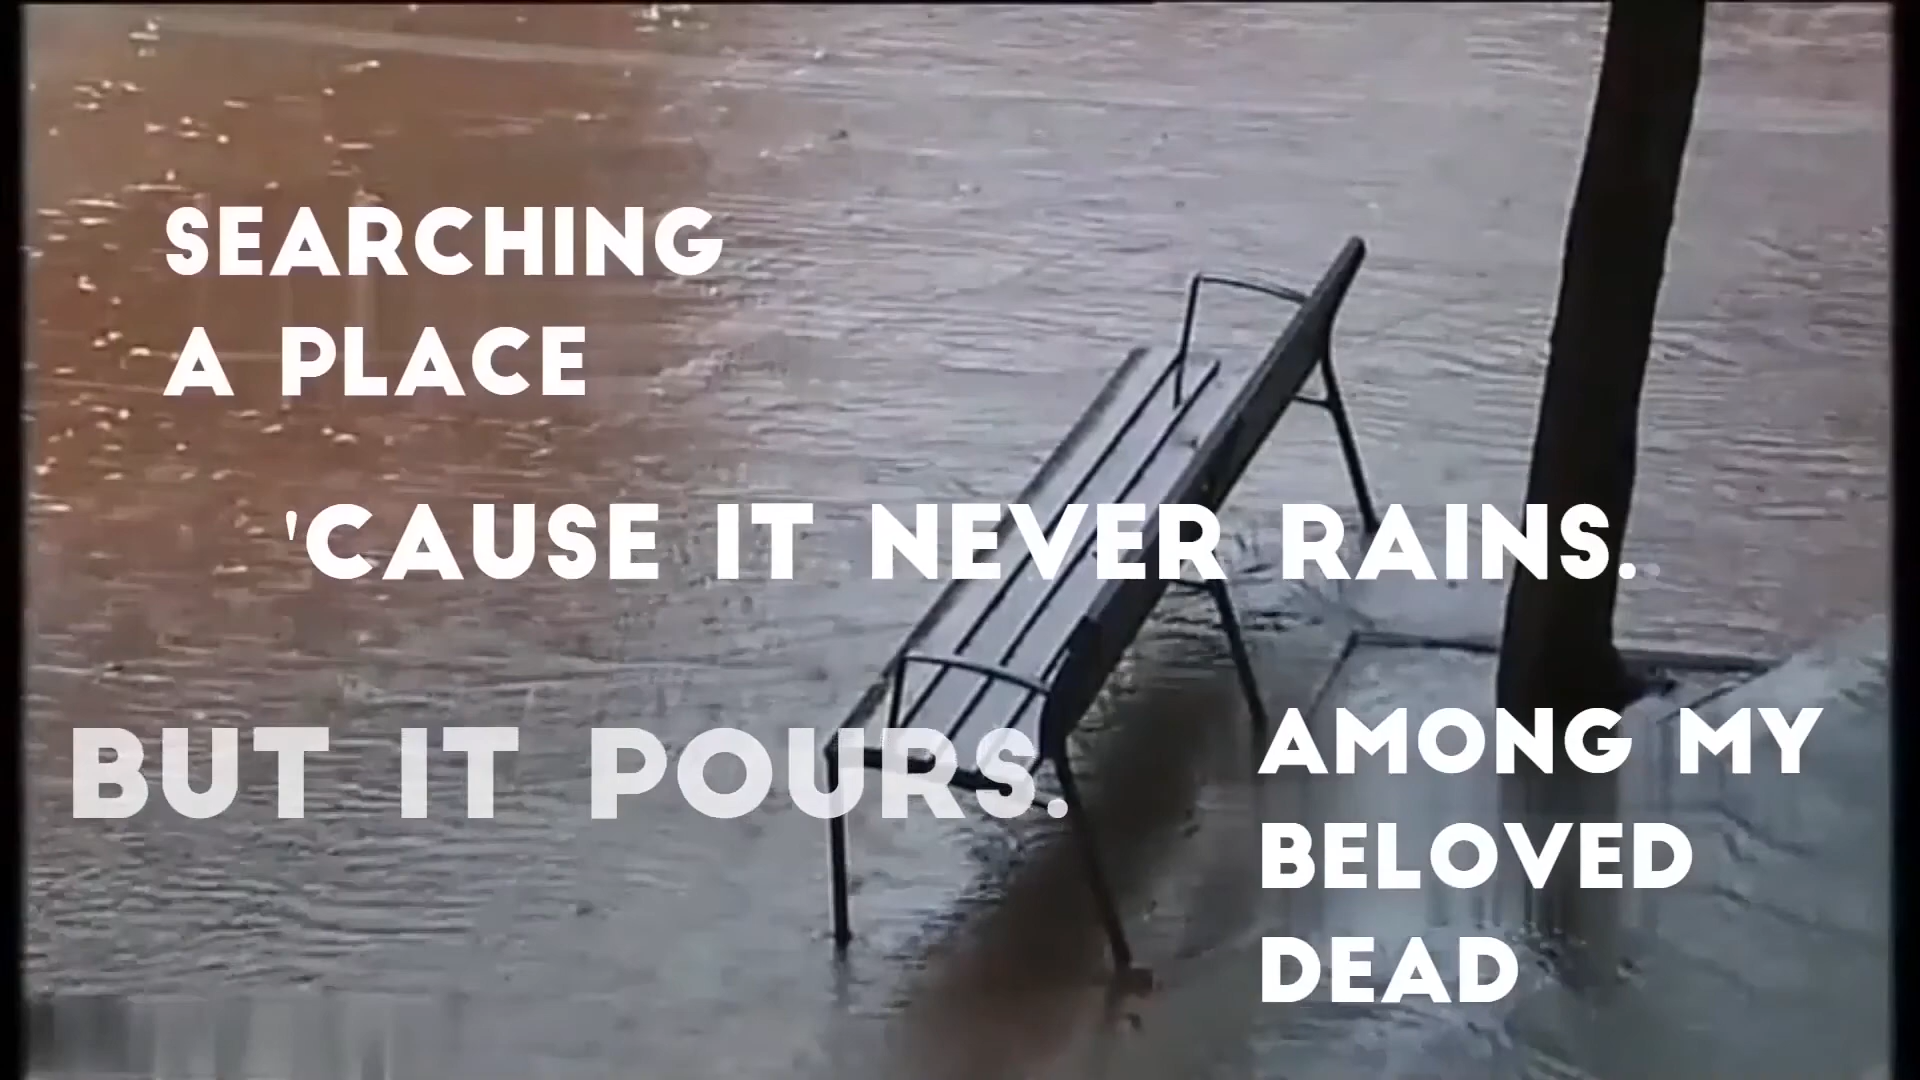 SEARCHING
A PLACE
'CAUSE IT NEVER RAINS.
BUT IT POURS.
AMONG MY
BELOVED
DEAD